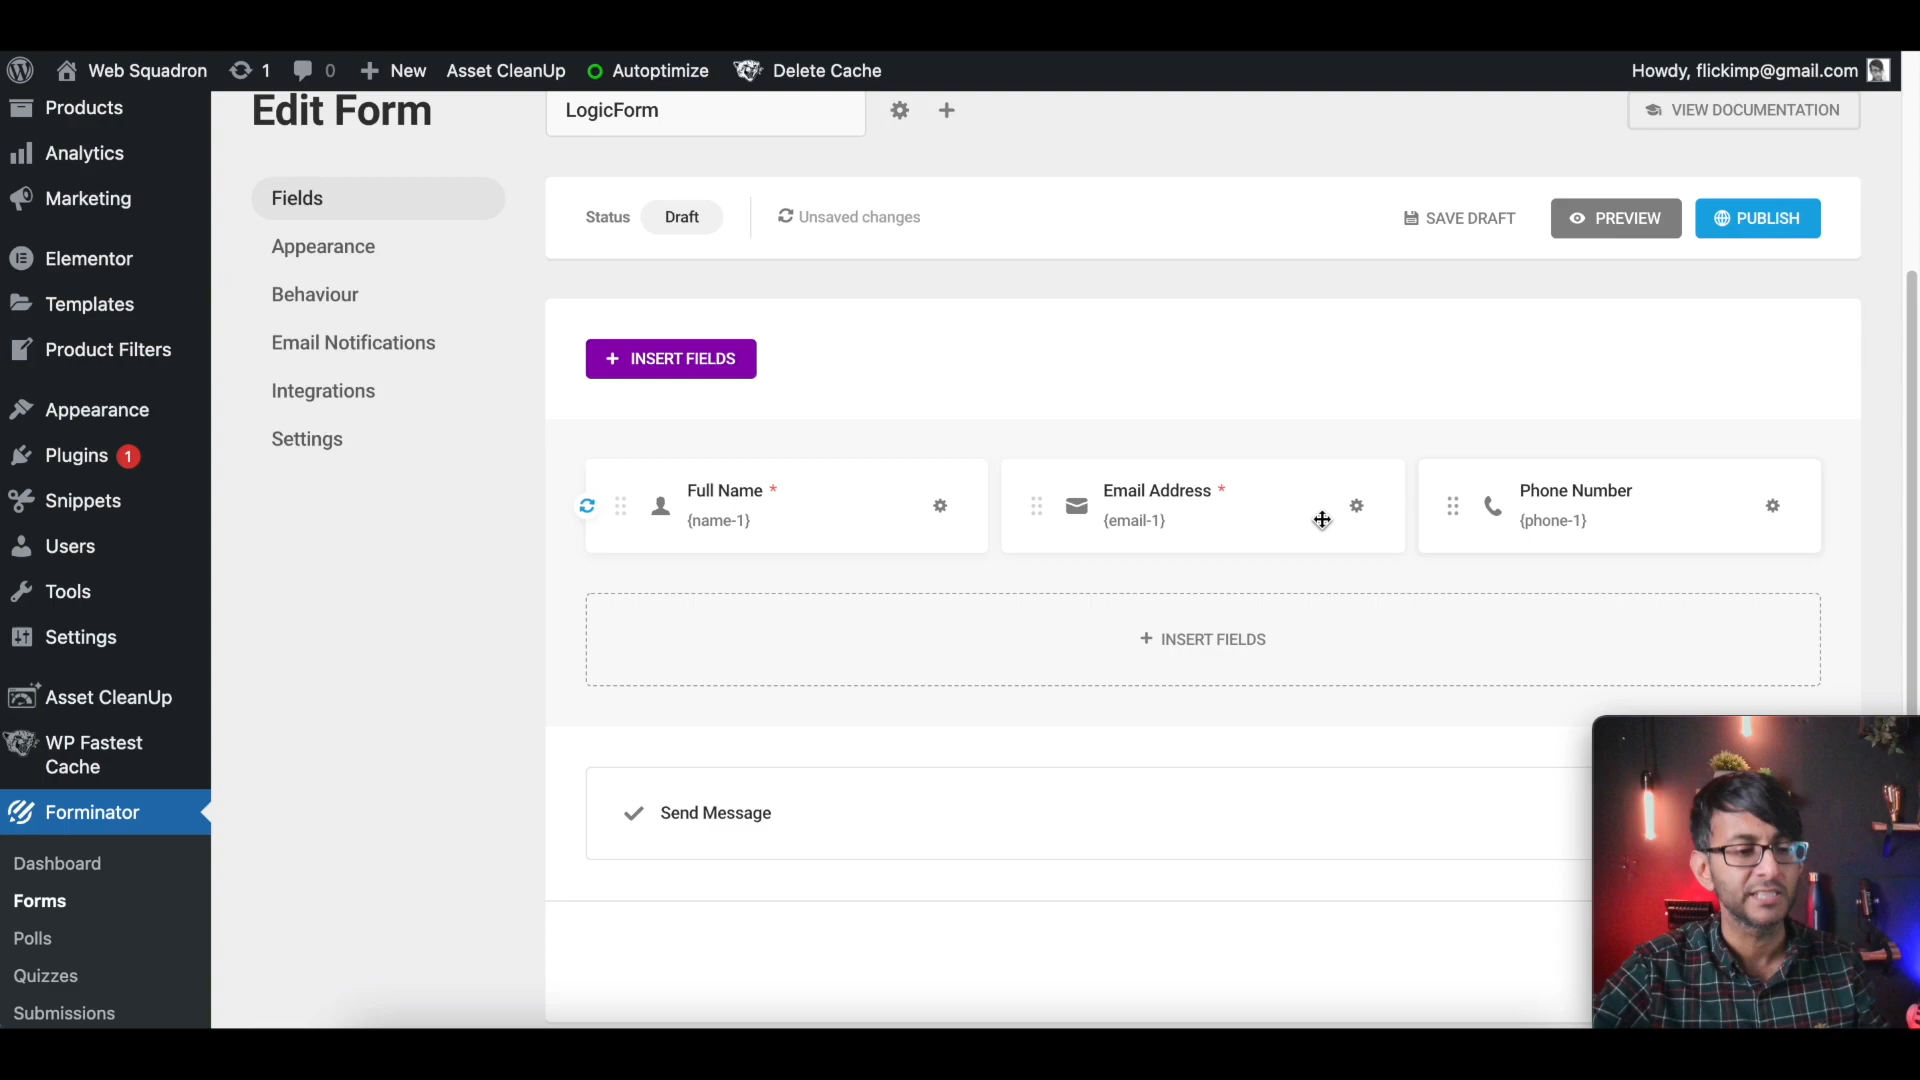 Web Squadron
1
0
New
Asset CleanUp
Autoptimize
Delete Cache
Howdy, flickimp@gmail.com
Products
Analytics
Marketing
Elementor
Templates
Product Filters
Appearance
Plugins 1
Snippets
Users
Tools
Settings
Asset CleanUp
WP Fastest
Cache
Forminator
Dashboard
Forms
Polls
Quizzes
Submissions
Edit Form
LogicForm
VIEW DOCUMENTATION
Fields
Appearance
Behaviour
Email Notifications
Integrations
Settings
Status
Draft
Unsaved changes
SAVE DRAFT
PREVIEW
PUBLISH
+ INSERT FIELDS
Full Name *
{name-1}
Email Address *
{email-1}
Phone Number
{phone-1}
+ INSERT FIELDS
Send Message